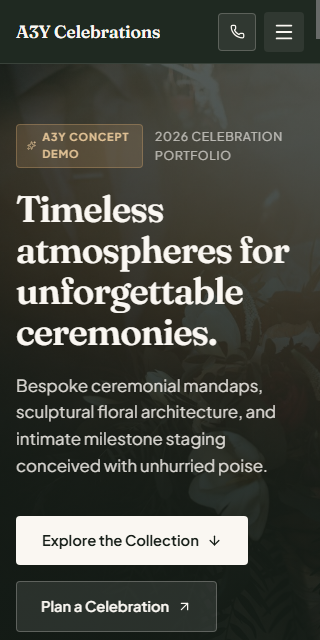 A3Y Celebrations
A3Y CONCEPT
DEMO
2026 CELEBRATION
PORTFOLIO
Timeless
atmospheres for
unforgettable
ceremonies.
Bespoke ceremonial mandaps,
sculptural floral architecture, and
intimate milestone staging
conceived with unhurried poise.
Explore the Collection ↓
Plan a Celebration ↗